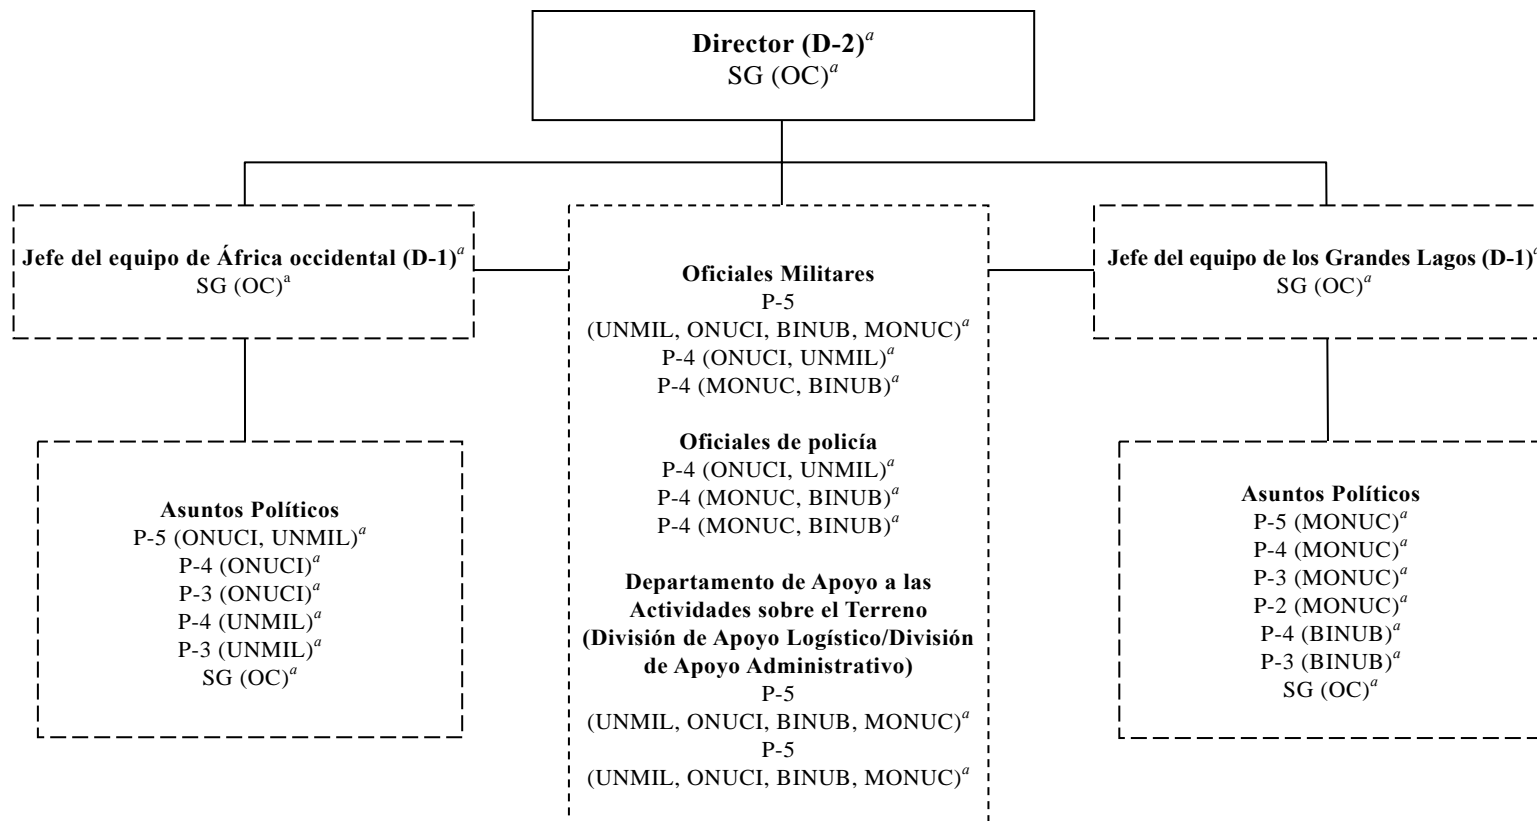 Director (D-2)a
SG (OC)a
Jefe del equipo de África occidental (D-1)a
SG (OC)a
Asuntos Políticos
P-5 (ONUCI, UNMIL)a
P-4 (ONUCI)a
P-3 (ONUCI)a
P-4 (UNMIL)a
P-3 (UNMIL)a
SG (OC)a
Oficiales Militares
P-5
(UNMIL, ONUCI, BINUB, MONUC)a
P-4 (ONUCI, UNMIL)a
P-4 (MONUC, BINUB)a
Oficiales de policía
P-4 (ONUCI, UNMIL)a
P-4 (MONUC, BINUB)a
P-4 (MONUC, BINUB)a
Departamento de Apoyo a las
Actividades sobre el Terreno
(División de Apoyo Logístico/División
de Apoyo Administrativo)
P-5
(UNMIL, ONUCI, BINUB, MONUC)a
P-5
(UNMIL, ONUCI, BINUB, MONUC)a
Jefe del equipo de los Grandes Lagos (D-1)a
SG (OC)a
Asuntos Políticos
P-5 (MONUC)a
P-4 (MONUC)a
P-3 (MONUC)a
P-2 (MONUC)a
P-4 (BINUB)a
P-3 (BINUB)a
SG (OC)a